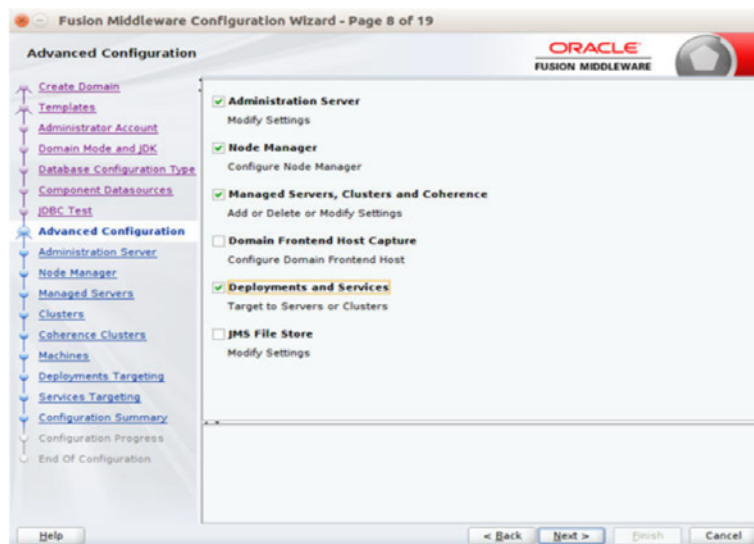 Fusion Middleware Configuration Wizard - Page 8 of 19
Advanced Configuration
ORACLE
FUSION MIDDLEWARE
Create Domain
Templates
Administrator Account
Domain Mode and JDK
Database Configuration Type
Component Datasources
JDBC Test
Advanced Configuration
Administration Server
Node Manager
Managed Servers
Clusters
Coherence Clusters
Machines
Deployments Targeting
Services Targeting
Configuration Summary
Configuration Progress
End Of Configuration
Administration Server
Modify Settings
Node Manager
Configure Node Manager
Managed Servers, Clusters and Coherence
Add or Delete or Modify Settings
Domain Frontend Host Capture
Configure Domain Frontend Host
Deployments and Services
Target to Servers or Clusters
JMS File Store
Modify Settings
Help
< Back
Next >
Finish
Cancel